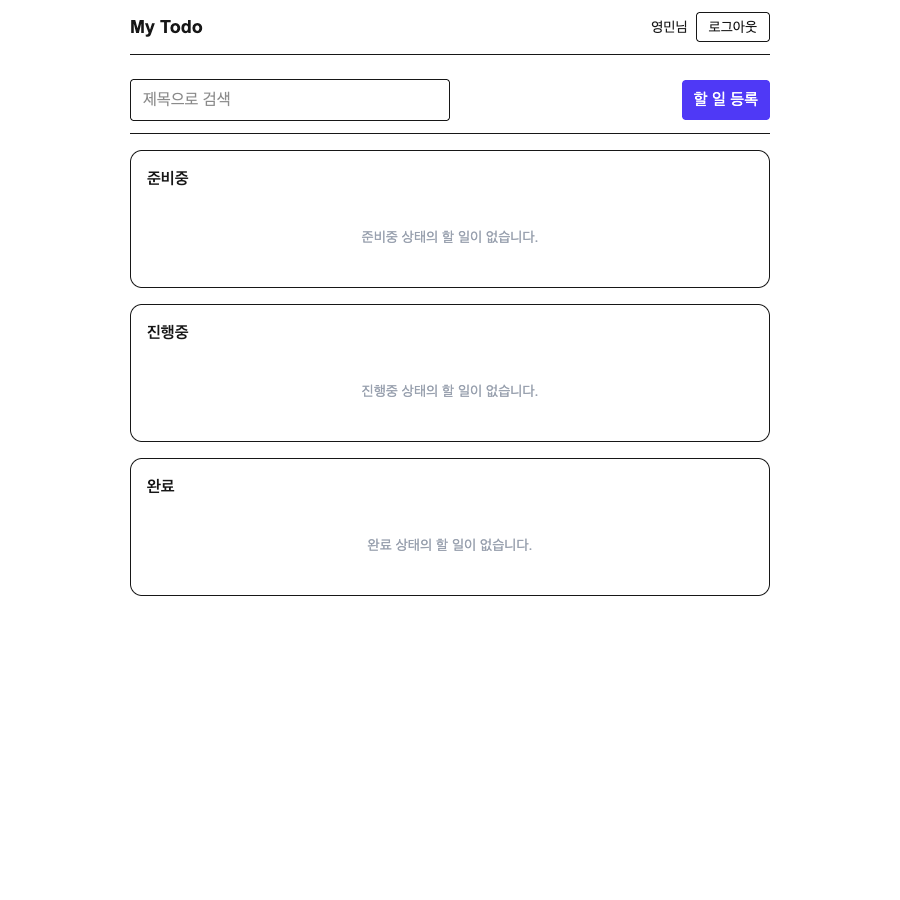 My Todo
영민님 로그아웃
제목으로 검색
할 일 등록
준비중
준비중 상태의 할 일이 없습니다.
진행중
진행중 상태의 할 일이 없습니다.
완료
완료 상태의 할 일이 없습니다.